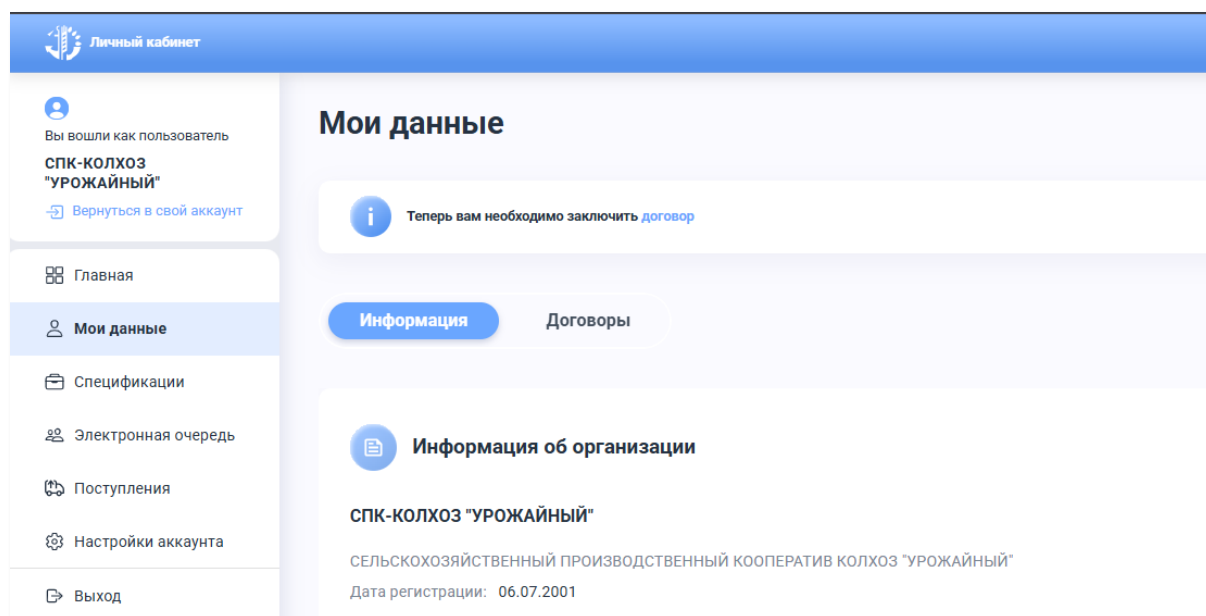 Личный кабинет
Вы вошли как пользователь
СПК-КОЛХОЗ
"УРОЖАЙНЫЙ"
Вернуться в свой аккаунт
Главная
Мои данные
Спецификации
Электронная очередь
Поступления
Настройки аккаунта
Выход
Мои данные
Теперь вам необходимо заключить договор
Информация Договоры
Информация об организации
СПК-КОЛХОЗ "УРОЖАЙНЫЙ"
СЕЛЬСКОХОЗЯЙСТВЕННЫЙ ПРОИЗВОДСТВЕННЫЙ КООПЕРАТИВ КОЛХОЗ "УРОЖАЙНЫЙ"
Дата регистрации: 06.07.2001